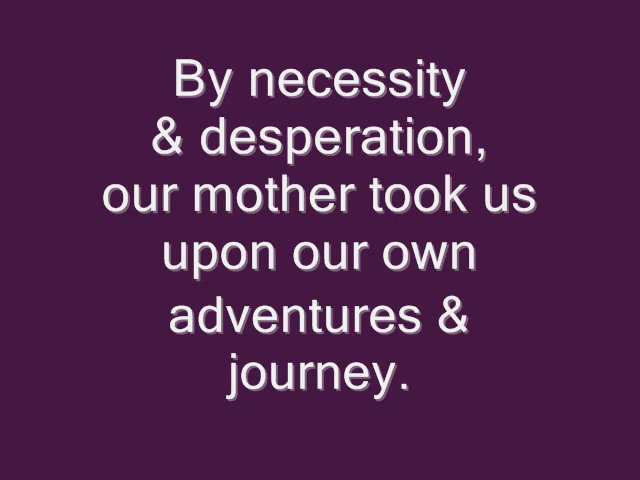 By necessity
& desperation,
our mother took us
upon our own
adventures &
journey.